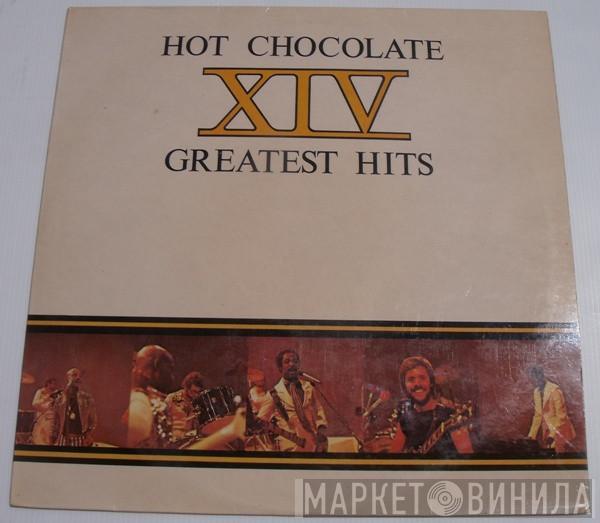 HOT CHOCOLATE
XIV
GREATEST HITS
МАРКЕТ ВИНИЛА